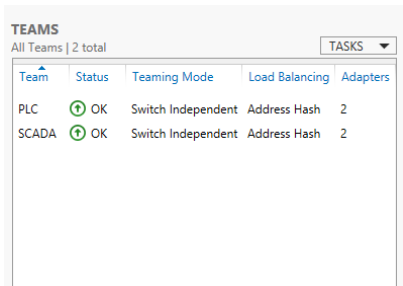 TEAMS
All Teams | 2 total TASKS
Team Status Teaming Mode Load Balancing Adapters
PLC OK Switch Independent Address Hash 2
SCADA OK Switch Independent Address Hash 2